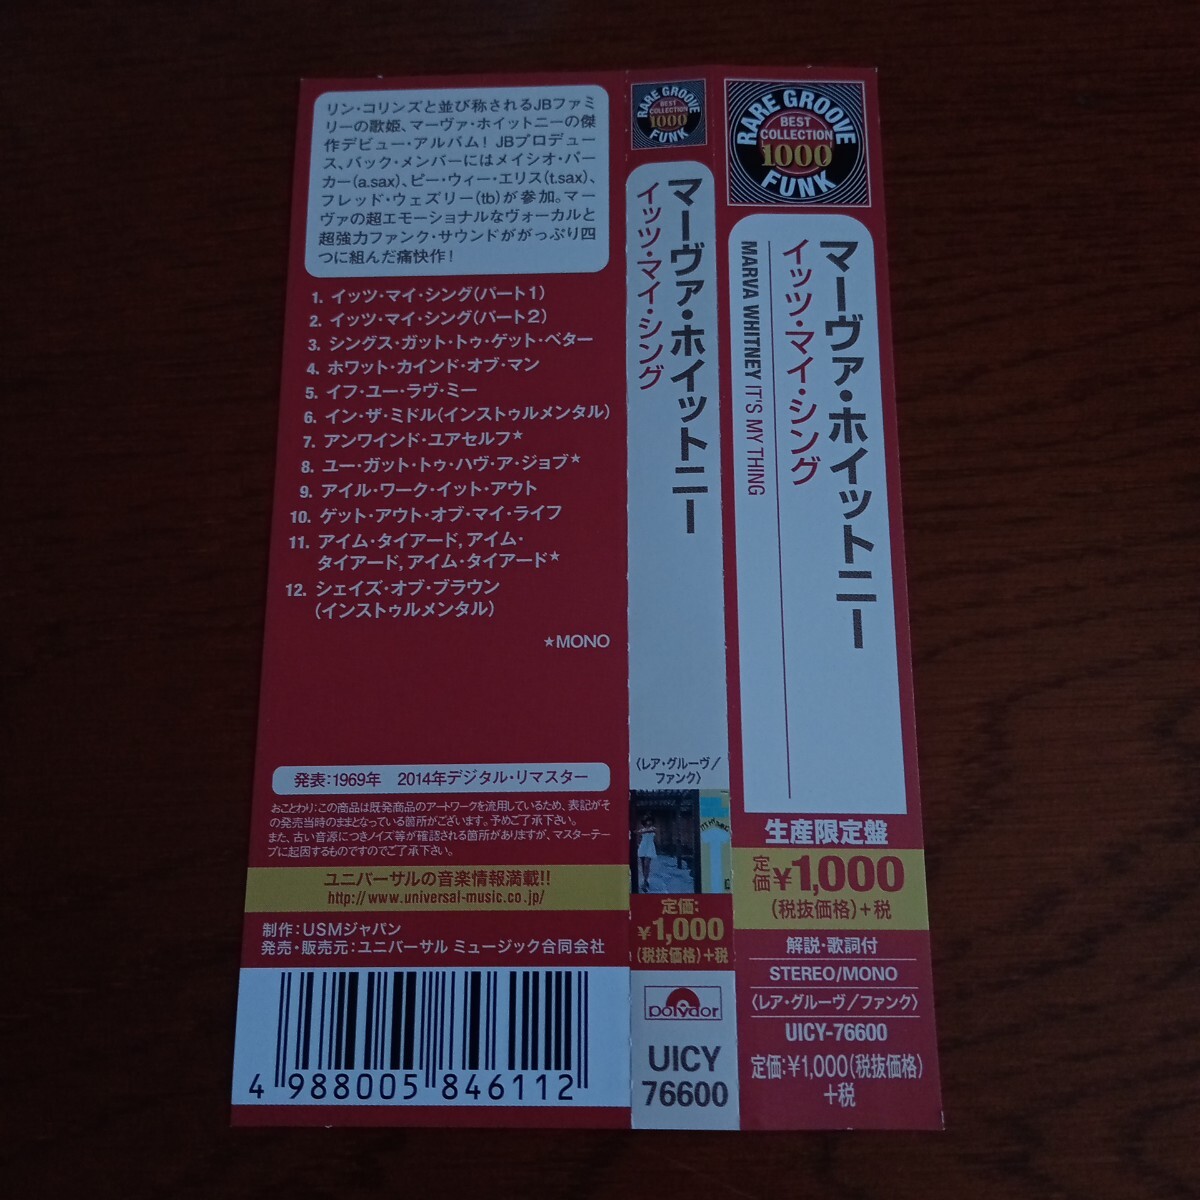 リン・コリンズと並び称されるJBファミ
リーの歌姫、マーヴァ・ホイットニーの傑
作デビュー・アルバム! JBプロデュー
ス、バック・メンバーにはメイシオ・パー
カー(a.sax)、ピー・ウィー・エリス(t.sax)、
フレッド・ウェズリー(tb)が参加。マー
ヴァの超エモーショナルなヴォーカルと
超強力ファンク・サウンドががっぷり四
つに組んだ痛快作!
1. イッツ・マイ・シング(パート1)
2. イッツ・マイ・シング(パート2)
3. シングス・ガット・トゥ・ゲット・ベター
4. ホワット・カインド・オブ・マン
5. イフ・ユー・ラヴ・ミー
6. イン・ザ・ミドル(インストゥルメンタル)
7. アンワインド・ユアセルフ★
8. ユー・ガット・トゥ・ハヴ・ア・ジョブ★
9. アイル・ワーク・イット・アウト
10. ゲット・アウト・オブ・マイ・ライフ
11. アイム・タイアード, アイム・
タイアード, アイム・タイアード★
12. シェイズ・オブ・ブラウン
(インストゥルメンタル)
★MONO
発表:1969年 2014年デジタル・リマスター
おことわり:この商品は既発商品のアートワークを流用しているため、表記がそ
の発売当時のままとなっている箇所がございます。予めご了承下さい。
また、古い音源につきノイズ等が確認される箇所がありますが、マスターテー
プに起因するものですのでご了承下さい。
ユニバーサルの音楽情報満載!!
http://www.universal-music.co.jp/
制作:USMジャパン
発売・販売元:ユニバーサル ミュージック合同会社
4 988005 846112
RARE GROOVE
BEST
COLLECTION
1000
FUNK
マーヴァ・ホイットニー
イッツ・マイ・シング
〈レア・グルーヴ/
ファンク〉
定価:
¥1,000
(税抜価格)+税
polydor
UICY
76600
RARE GROOVE
BEST
COLLECTION
1000
FUNK
マーヴァ・ホイットニー
イッツ・マイ・シング
MARVA WHITNEY IT'S MY THING
生産限定盤
定価¥1,000
(税抜価格)+税
解説・歌詞付
STEREO/MONO
〈レア・グルーヴ/ファンク〉
UICY-76600
定価:¥1,000(税抜価格)
+税